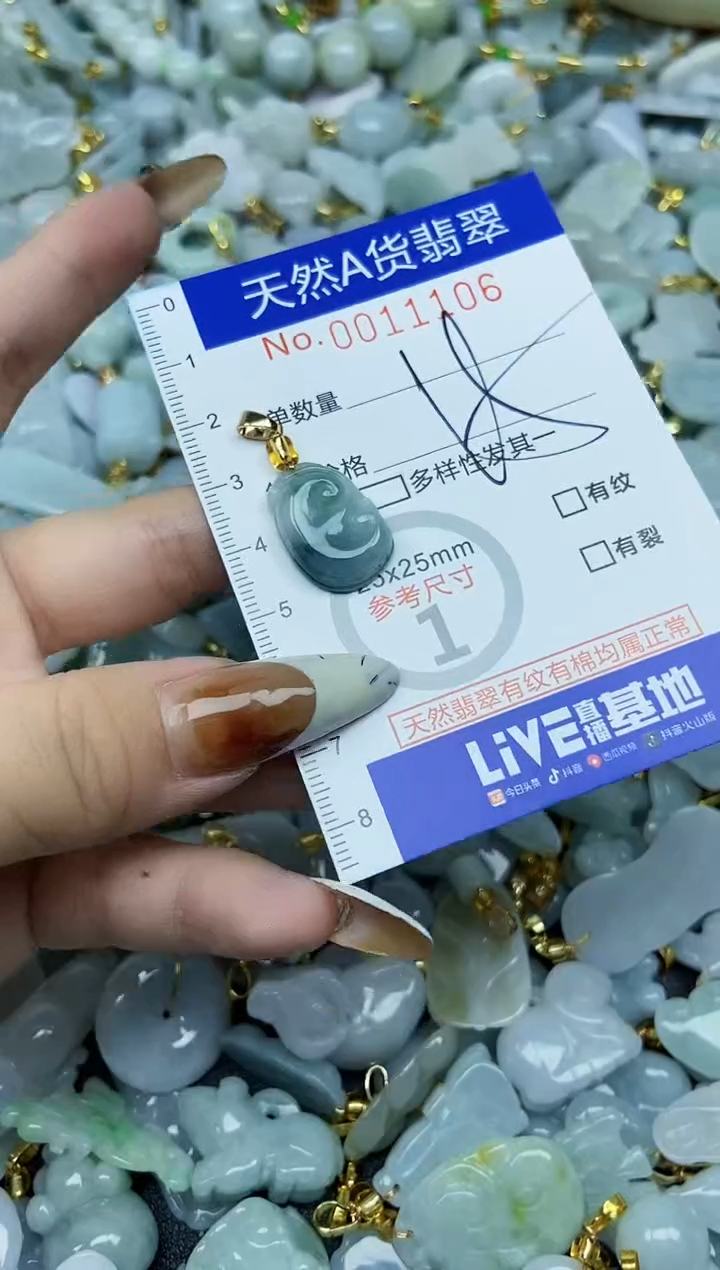 天然A货翡翠
No.0011106
单数量
价格
多样性发其一
有纹
有裂
25x25mm
参考尺寸
1
天然翡翠有纹有棉均属正常
LiVE直播基地
今日头条 抖音 西瓜视频 抖音火山版
0
1
2
3
4
5
7
8